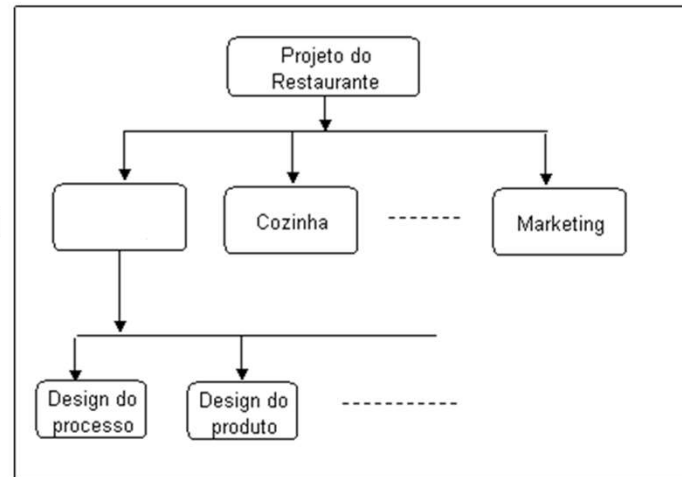 Projeto do
Restaurante
Cozinha
Marketing
Design do
processo
Design do
produto